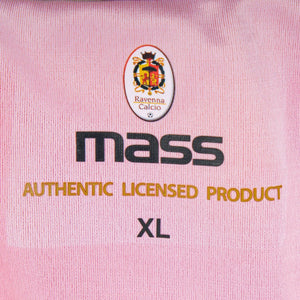 Ravenna
Calcio
mass
AUTHENTIC LICENSED PRODUCT
XL